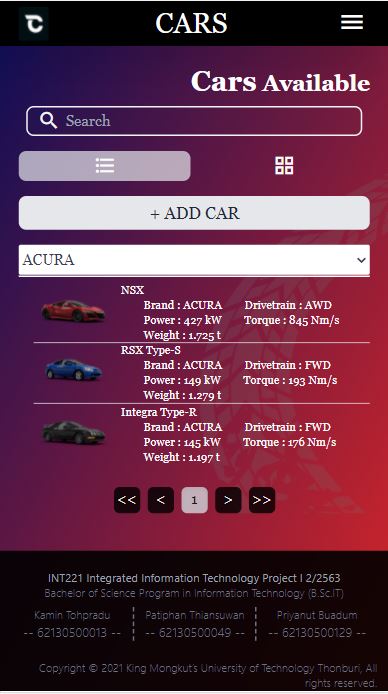 CARS
Cars Available
Search
+ ADD CAR
ACURA
NSX
Brand : ACURA Drivetrain : AWD
Power : 427 kW Torque : 845 Nm/s
Weight : 1.725 t
RSX Type-S
Brand : ACURA Drivetrain : FWD
Power : 149 kW Torque : 193 Nm/s
Weight : 1.279 t
Integra Type-R
Brand : ACURA Drivetrain : FWD
Power : 145 kW Torque : 176 Nm/s
Weight : 1.197 t
<< < 1 > >>
INT221 Integrated Information Technology Project I 2/2563
Bachelor of Science Program in Information Technology (B.Sc.IT)
Kamin Tohpradu Patiphan Thiansuwan Priyanut Buadum
-- 62130500013 -- -- 62130500049 -- -- 62130500129 --
Copyright © 2021 King Mongkut's University of Technology Thonburi, All
rights reserved.